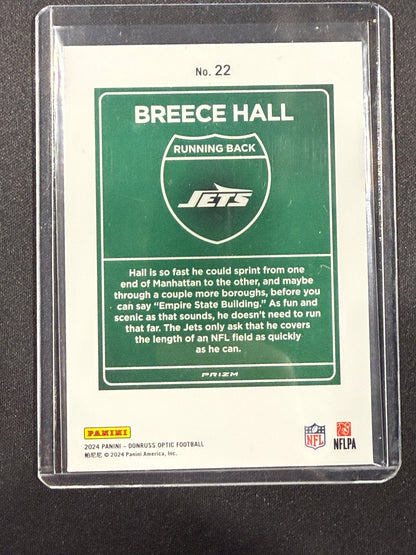 No. 22
BREECE HALL
RUNNING BACK
JETS
Hall is so fast he could sprint from one
end of Manhattan to the other, and maybe
through a couple more boroughs, before you
can say “Empire State Building.” As fun and
scenic as that sounds, he doesn’t need to run
that far. The Jets only ask that he covers
the length of an NFL field as quickly
as he can.
PRIZM
PANINI
2024 PANINI – DONRUSS OPTIC FOOTBALL
帕尼尼 © 2024 Panini America, Inc.
NFL
NFLPA